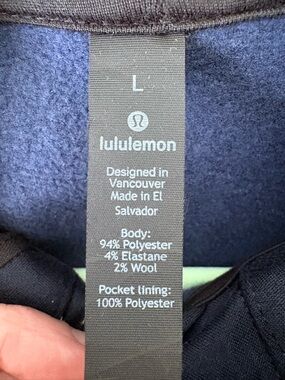 L
lululemon
Designed in
Vancouver
Made in El
Salvador
Body:
94% Polyester
4% Elastane
2% Wool
Pocket lining:
100% Polyester